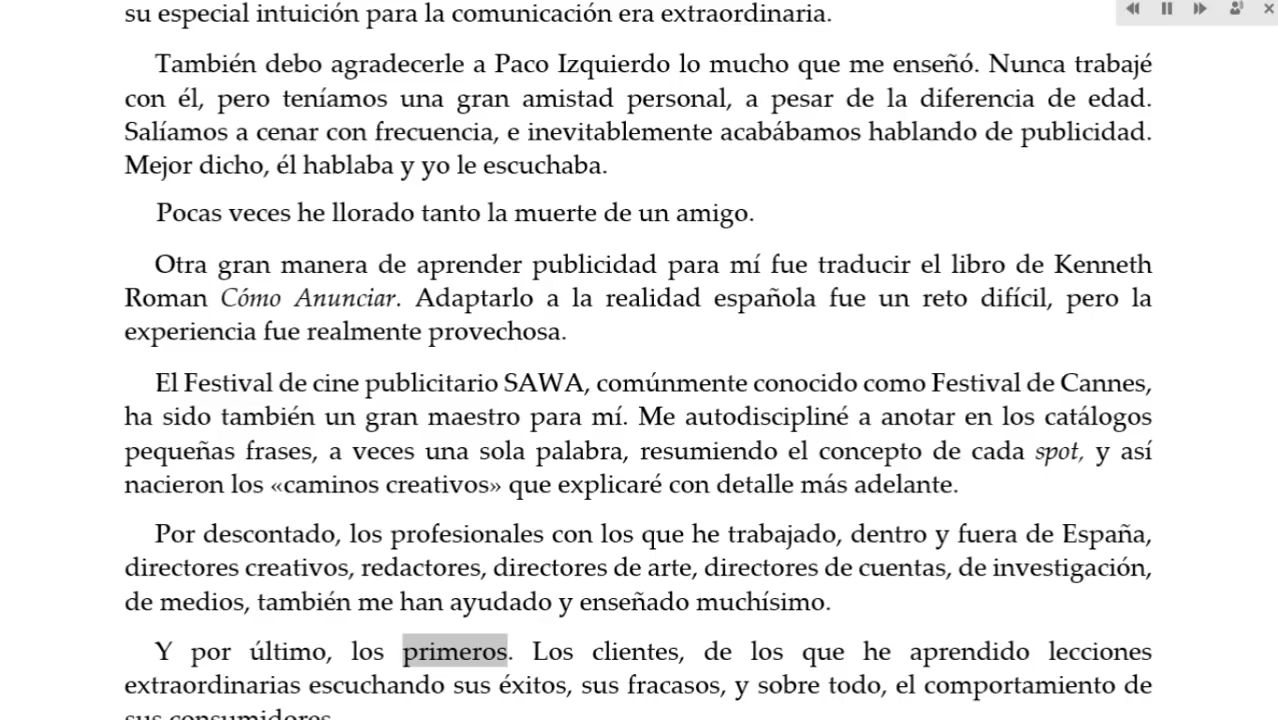 su especial intuición para la comunicación era extraordinaria.
También debo agradecerle a Paco Izquierdo lo mucho que me enseñó. Nunca trabajé
con él, pero teníamos una gran amistad personal, a pesar de la diferencia de edad.
Salíamos a cenar con frecuencia, e inevitablemente acabábamos hablando de publicidad.
Mejor dicho, él hablaba y yo le escuchaba.
Pocas veces he llorado tanto la muerte de un amigo.
Otra gran manera de aprender publicidad para mí fue traducir el libro de Kenneth
Roman Cómo Anunciar. Adaptarlo a la realidad española fue un reto difícil, pero la
experiencia fue realmente provechosa.
El Festival de cine publicitario SAWA, comúnmente conocido como Festival de Cannes,
ha sido también un gran maestro para mí. Me autodiscipliné a anotar en los catálogos
pequeñas frases, a veces una sola palabra, resumiendo el concepto de cada spot, y así
nacieron los «caminos creativos» que explicaré con detalle más adelante.
Por descontado, los profesionales con los que he trabajado, dentro y fuera de España,
directores creativos, redactores, directores de arte, directores de cuentas, de investigación,
de medios, también me han ayudado y enseñado muchísimo.
Y por último, los primeros. Los clientes, de los que he aprendido lecciones
extraordinarias escuchando sus éxitos, sus fracasos, y sobre todo, el comportamiento de
sus consumidores.